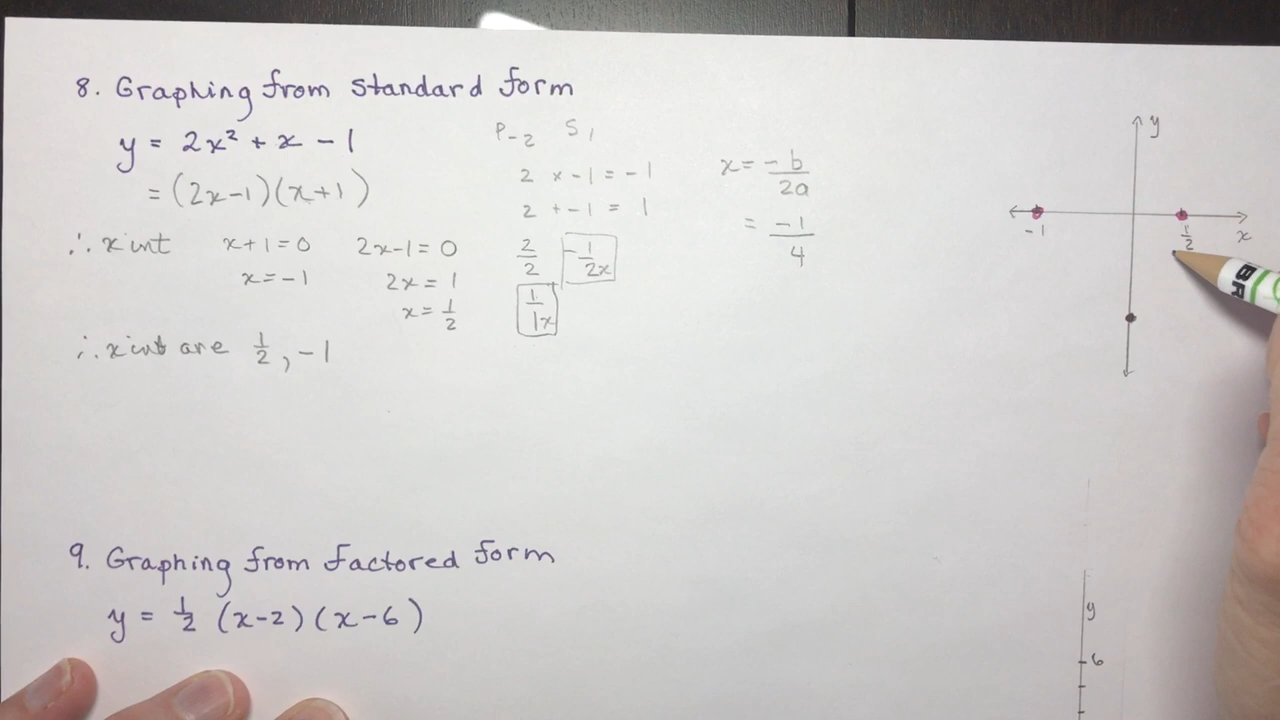 8. Graphing from standard form
y = 2x² + x - 1
= (2x-1)(x+1)
∴ x int x+1=0 2x-1=0
x=-1 2x=1
x=1/2
∴ x int are 1/2, -1
P -2 S 1
2 x -1 = -1
2 + -1 = 1
2/2 -1/2x
1/1x
x = -b/2a
= -1/4
y
-1 1/2 x
BR
9. Graphing from factored form
y = 1/2 (x-2)(x-6)
y
6